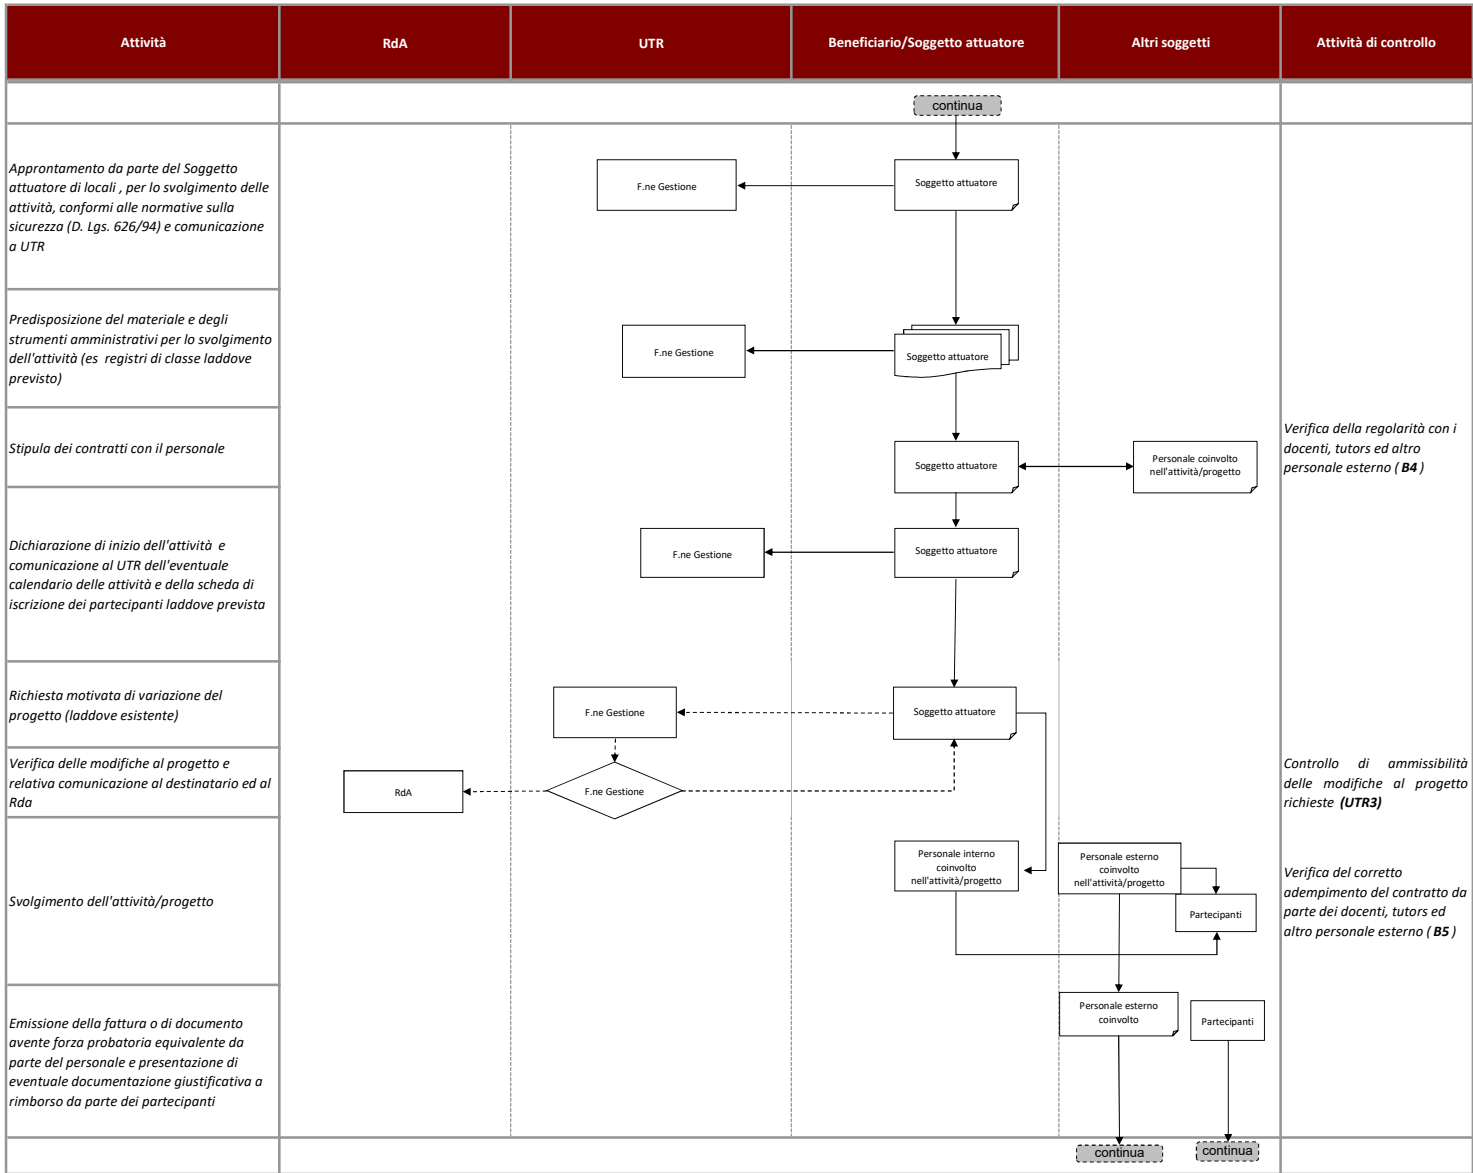 Attività
RdA
UTR
Beneficiario/Soggetto attuatore
Altri soggetti
Attività di controllo
continua
Approntamento da parte del Soggetto
attuatore di locali , per lo svolgimento delle
attività, conformi alle normative sulla
sicurezza (D. Lgs. 626/94) e comunicazione
a UTR
F.ne Gestione
Soggetto attuatore
Predisposizione del materiale e degli
strumenti amministrativi per lo svolgimento
dell'attività (es registri di classe laddove
previsto)
F.ne Gestione
Soggetto attuatore
Stipula dei contratti con il personale
Soggetto attuatore
Personale coinvolto
nell'attività/progetto
Verifica della regolarità con i
docenti, tutors ed altro
personale esterno ( B4 )
Dichiarazione di inizio dell'attività e
comunicazione al UTR dell'eventuale
calendario delle attività e della scheda di
iscrizione dei partecipanti laddove prevista
F.ne Gestione
Soggetto attuatore
Richiesta motivata di variazione del
progetto (laddove esistente)
F.ne Gestione
Soggetto attuatore
Verifica delle modifiche al progetto e
relativa comunicazione al destinatario ed al
Rda
RdA
F.ne Gestione
Controllo di ammissibilità
delle modifiche al progetto
richieste (UTR3)
Svolgimento dell'attività/progetto
Personale interno
coinvolto
nell'attività/progetto
Personale esterno
coinvolto
nell'attività/progetto
Partecipanti
Verifica del corretto
adempimento del contratto da
parte dei docenti, tutors ed
altro personale esterno ( B5 )
Emissione della fattura o di documento
avente forza probatoria equivalente da
parte del personale e presentazione di
eventuale documentazione giustificativa a
rimborso da parte dei partecipanti
Personale esterno
coinvolto
Partecipanti
continua
continua